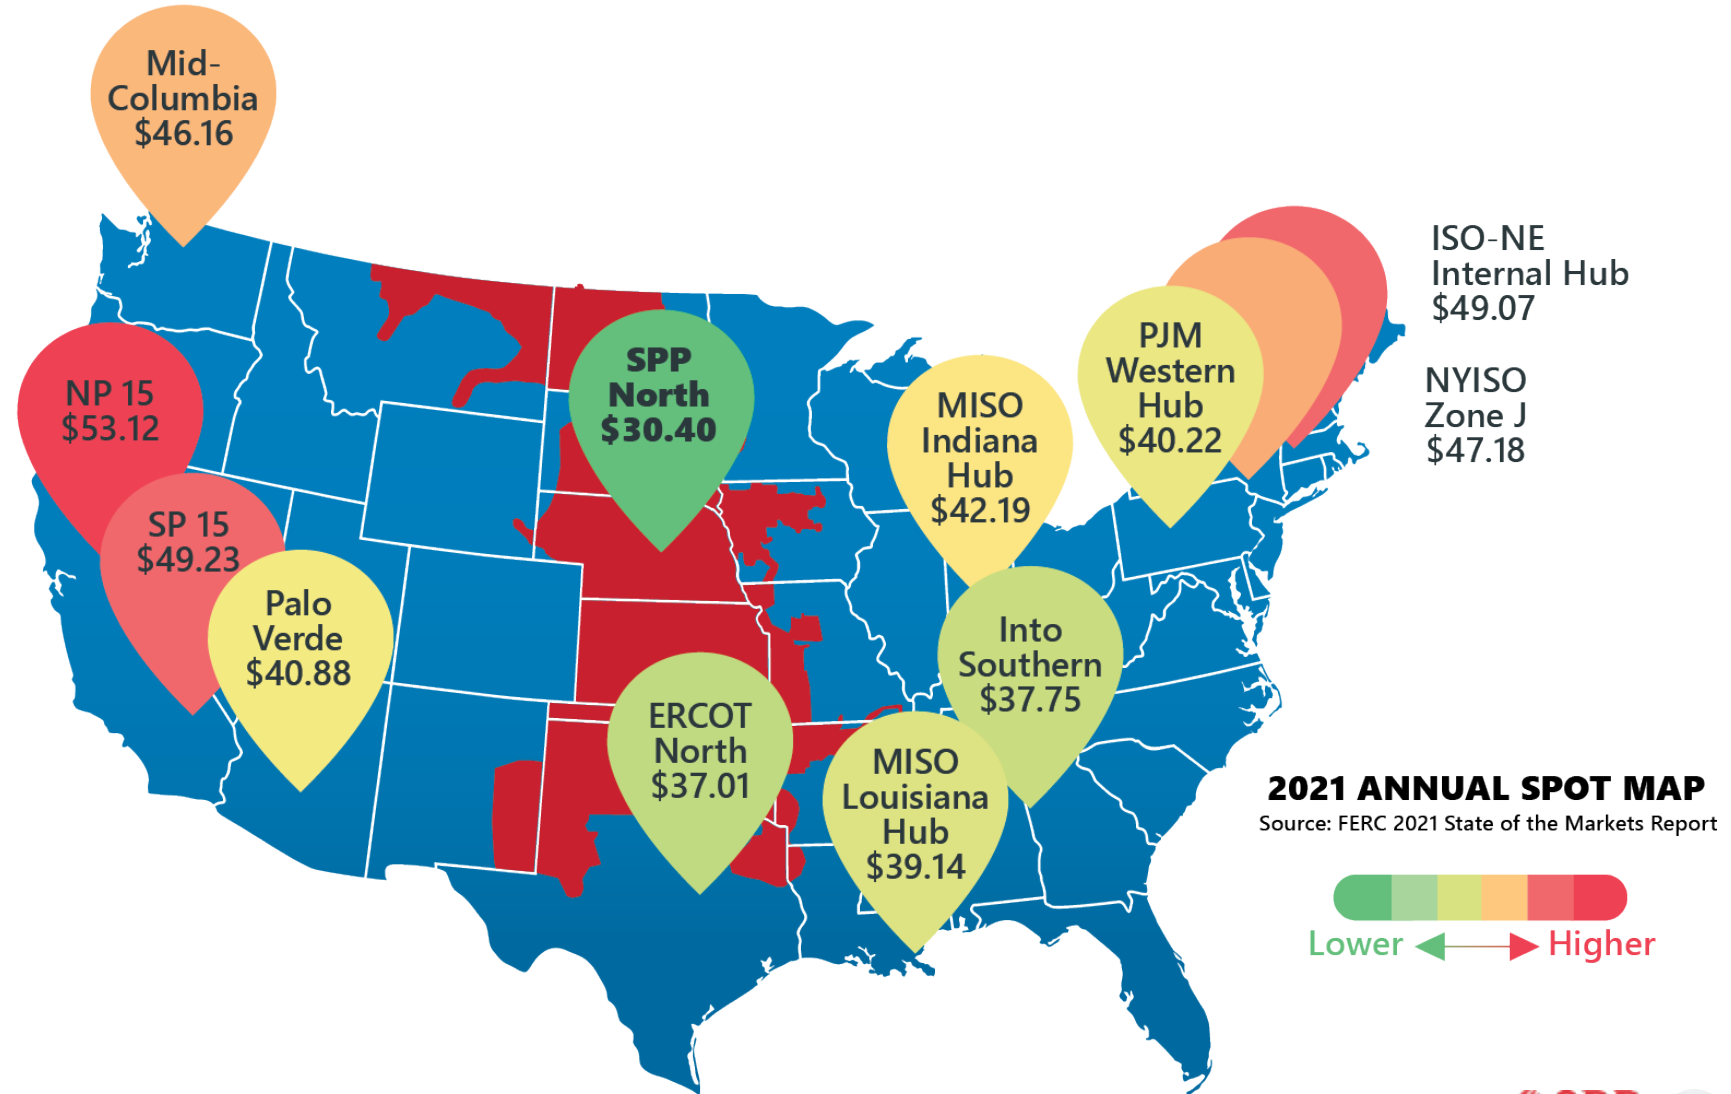 Mid-
Columbia
$46.16
NP 15
$53.12
SP 15
$49.23
Palo
Verde
$40.88
SPP
North
$30.40
ERCOT
North
$37.01
MISO
Indiana
Hub
$42.19
Into
Southern
$37.75
MISO
Louisiana
Hub
$39.14
PJM
Western
Hub
$40.22
ISO-NE
Internal Hub
$49.07
NYISO
Zone J
$47.18
2021 ANNUAL SPOT MAP
Source: FERC 2021 State of the Markets Report
Lower
Higher